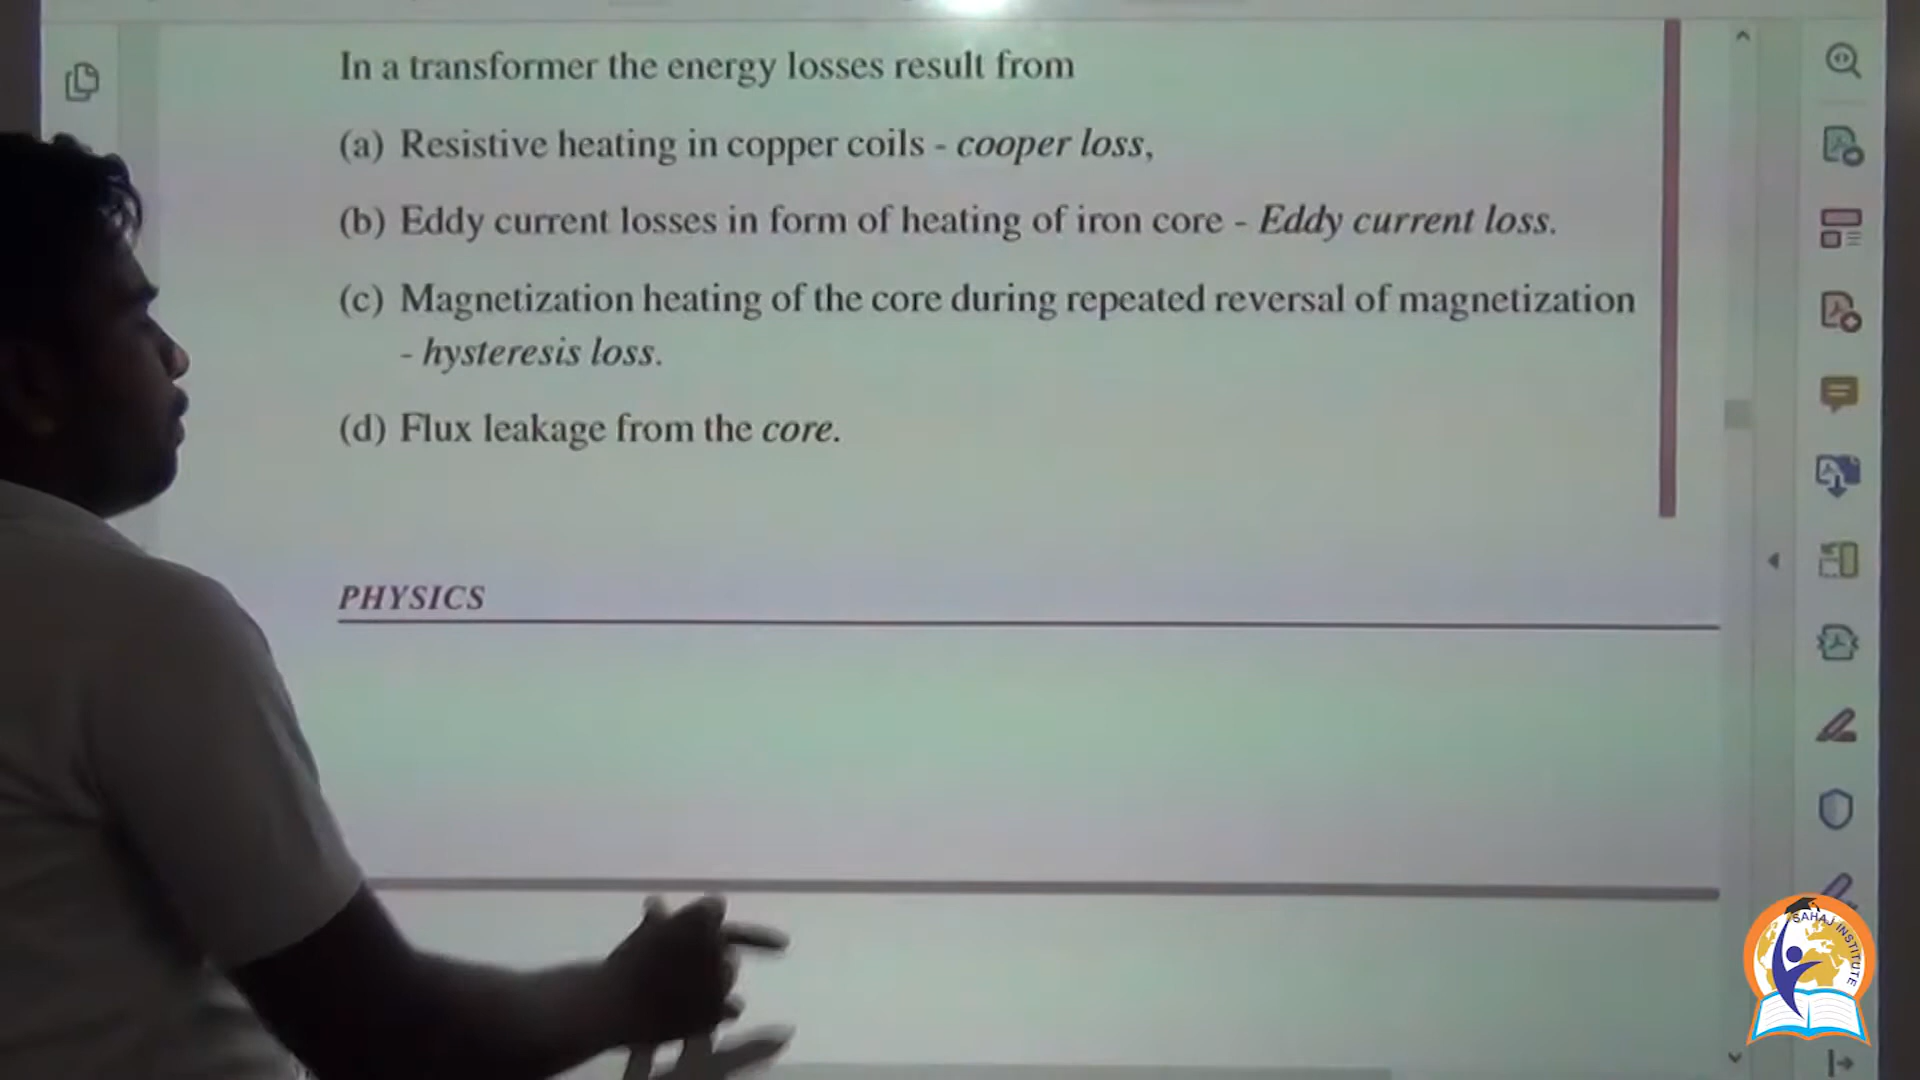 In a transformer the energy losses result from
(a) Resistive heating in copper coils - cooper loss,
(b) Eddy current losses in form of heating of iron core - Eddy current loss.
(c) Magnetization heating of the core during repeated reversal of magnetization
- hysteresis loss.
(d) Flux leakage from the core.
PHYSICS
SAHAJ INSTITUTE